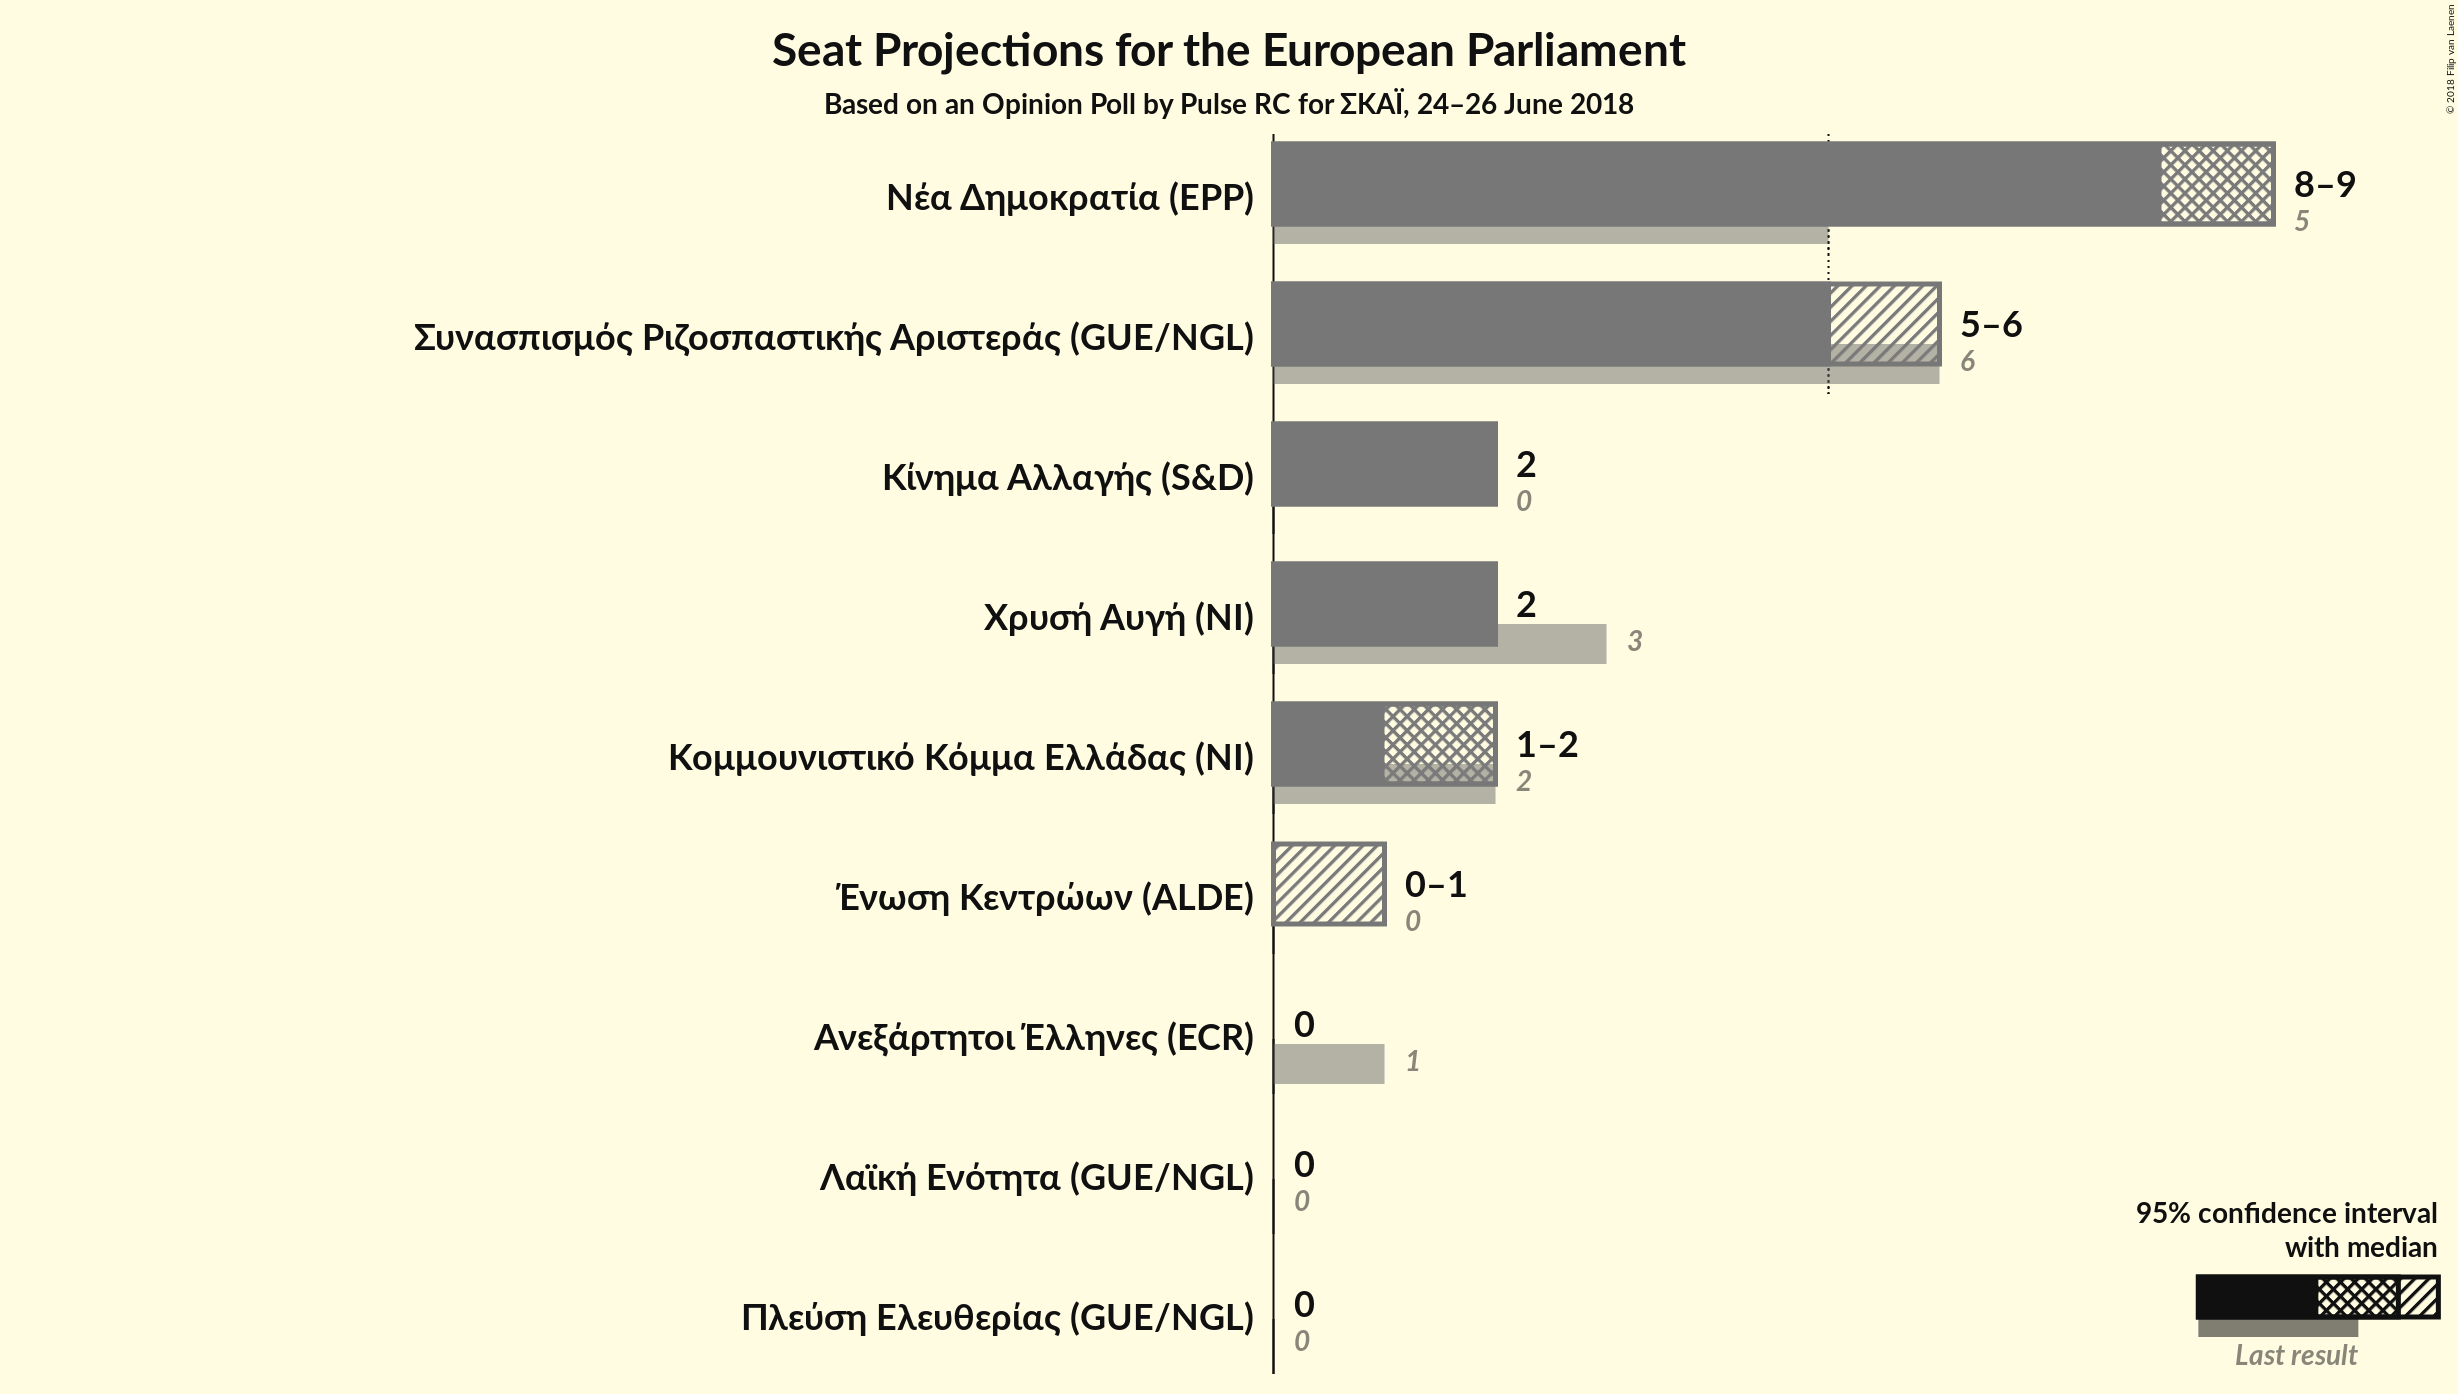 Seat Projections for the European Parliament
Based on an Opinion Poll by Pulse RC for ΣΚΑΪ, 24–26 June 2018
© 2018 Filip van Laenen
Νέα Δημοκρατία (EPP)
8–9
5
Συνασπισμός Ριζοσπαστικής Αριστεράς (GUE/NGL)
5–6
6
Κίνημα Αλλαγής (S&D)
2
0
Χρυσή Αυγή (NI)
2
3
Κομμουνιστικό Κόμμα Ελλάδας (NI)
1–2
2
Ένωση Κεντρώων (ALDE)
0–1
0
Ανεξάρτητοι Έλληνες (ECR)
0
1
Λαϊκή Ενότητα (GUE/NGL)
0
0
Πλεύση Ελευθερίας (GUE/NGL)
0
0
95% confidence interval
with median
Last result